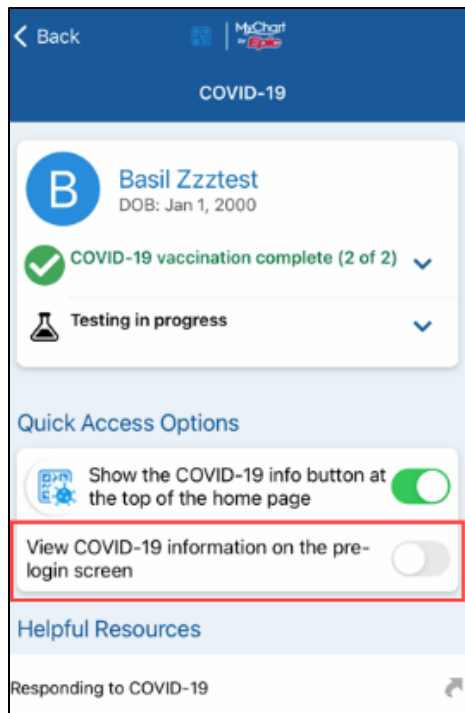 Back
MyChart
by Epic
COVID-19
B
Basil Zzztest
DOB: Jan 1, 2000
COVID-19 vaccination complete (2 of 2)
Testing in progress
Quick Access Options
Show the COVID-19 info button at
the top of the home page
View COVID-19 information on the pre-
login screen
Helpful Resources
Responding to COVID-19